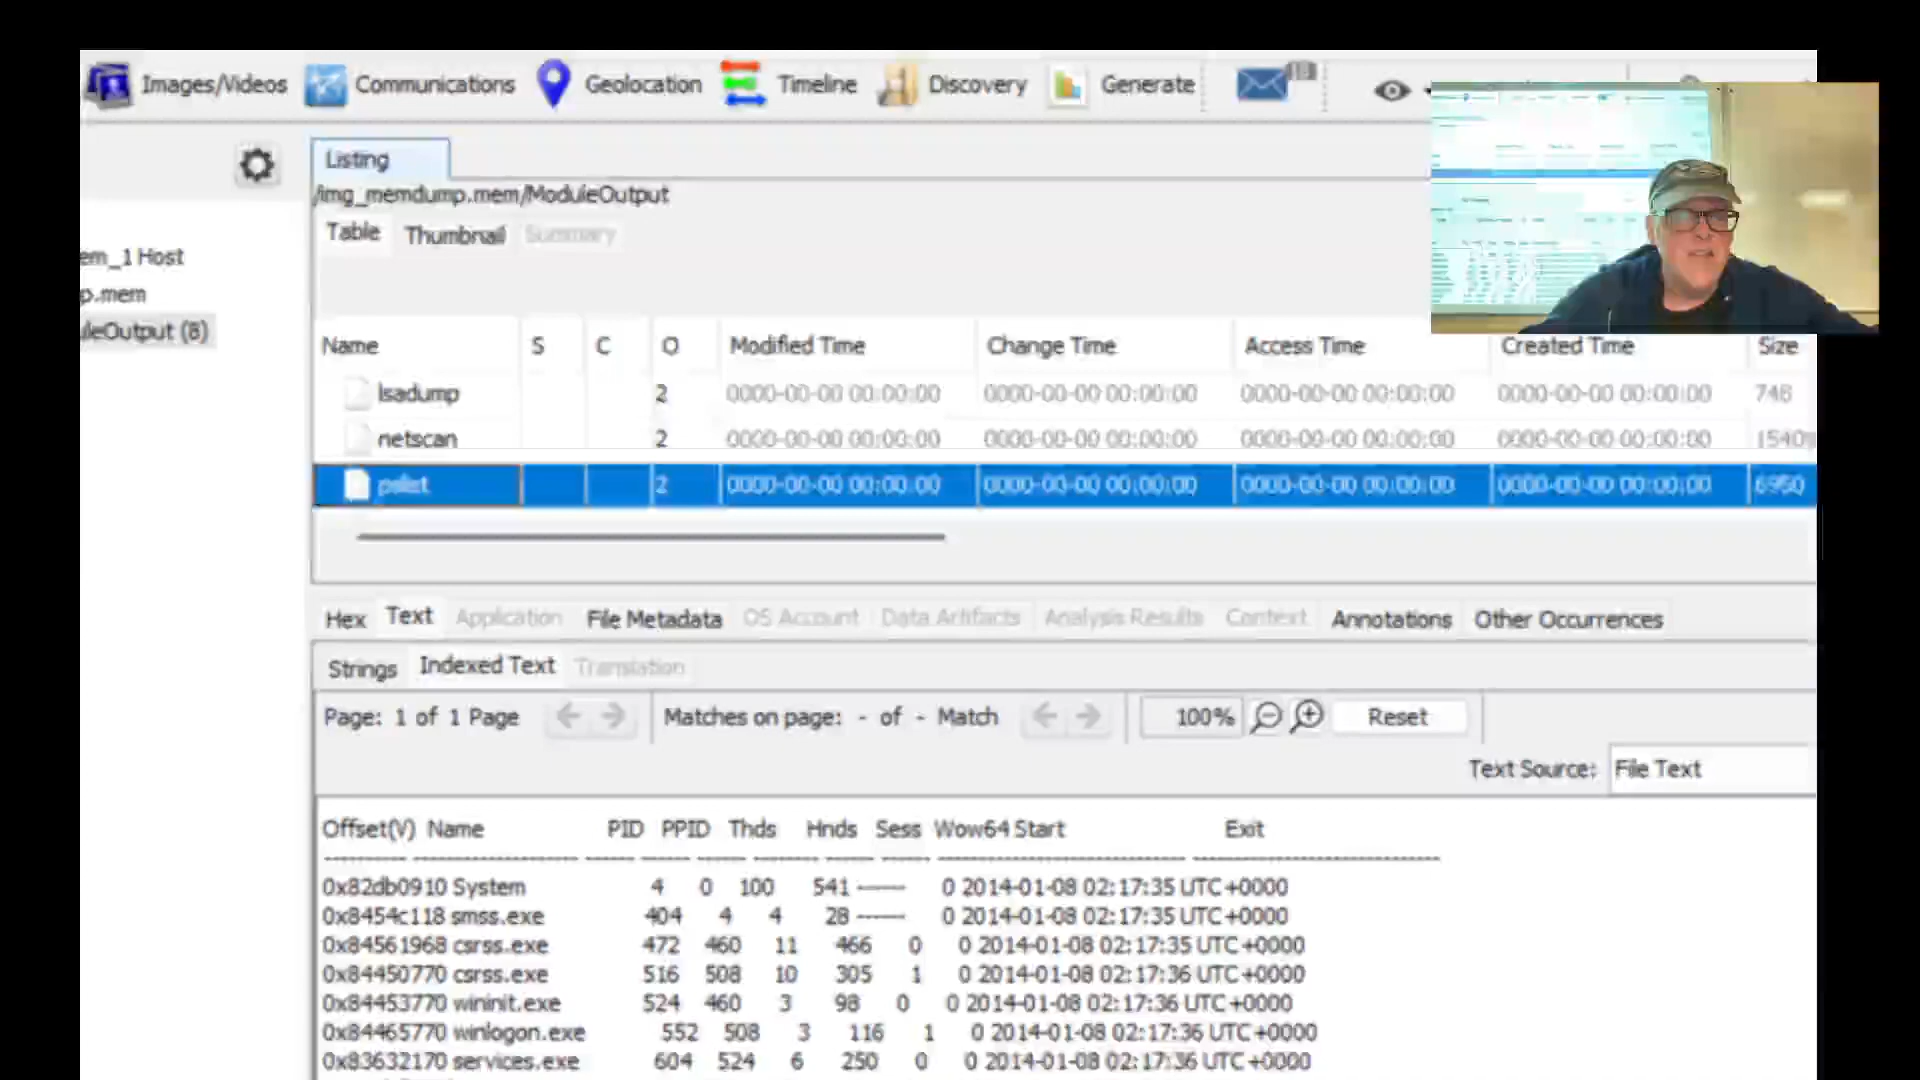 Images/Videos Communications Geolocation Timeline Discovery Generate
Listing
/img_memdump.mem/ModuleOutput
Table Thumbnail Summary
em_1 Host
p.mem
uleOutput (8)
Name S C O Modified Time Change Time Access Time Created Time Size
lsadump 2 0000-00-00 00:00:00 0000-00-00 00:00:00 0000-00-00 00:00:00 0000-00-00 00:00:00 746
netscan 2 0000-00-00 00:00:00 0000-00-00 00:00:00 0000-00-00 00:00:00 0000-00-00 00:00:00 1540
pslist 2 0000-00-00 00:00:00 0000-00-00 00:00:00 0000-00-00 00:00:00 0000-00-00 00:00:00 6950
Hex Text Application File Metadata OS Account Data Artifacts Analysis Results Context Annotations Other Occurrences
Strings Indexed Text Translation
Page: 1 of 1 Page Matches on page: - of - Match 100% Reset
Text Source: File Text
Offset(V) Name PID PPID Thds Hnds Sess Wow64 Start Exit
0x82db0910 System 4 0 100 541 ------ 0 2014-01-08 02:17:35 UTC+0000
0x8454c118 smss.exe 404 4 4 28 ------ 0 2014-01-08 02:17:35 UTC+0000
0x84561968 csrss.exe 472 460 11 466 0 0 2014-01-08 02:17:35 UTC+0000
0x84450770 csrss.exe 516 508 10 305 1 0 2014-01-08 02:17:36 UTC+0000
0x84453770 wininit.exe 524 460 3 98 0 0 2014-01-08 02:17:36 UTC+0000
0x84465770 winlogon.exe 552 508 3 116 1 0 2014-01-08 02:17:36 UTC+0000
0x83632170 services.exe 604 524 6 250 0 0 2014-01-08 02:17:36 UTC+0000